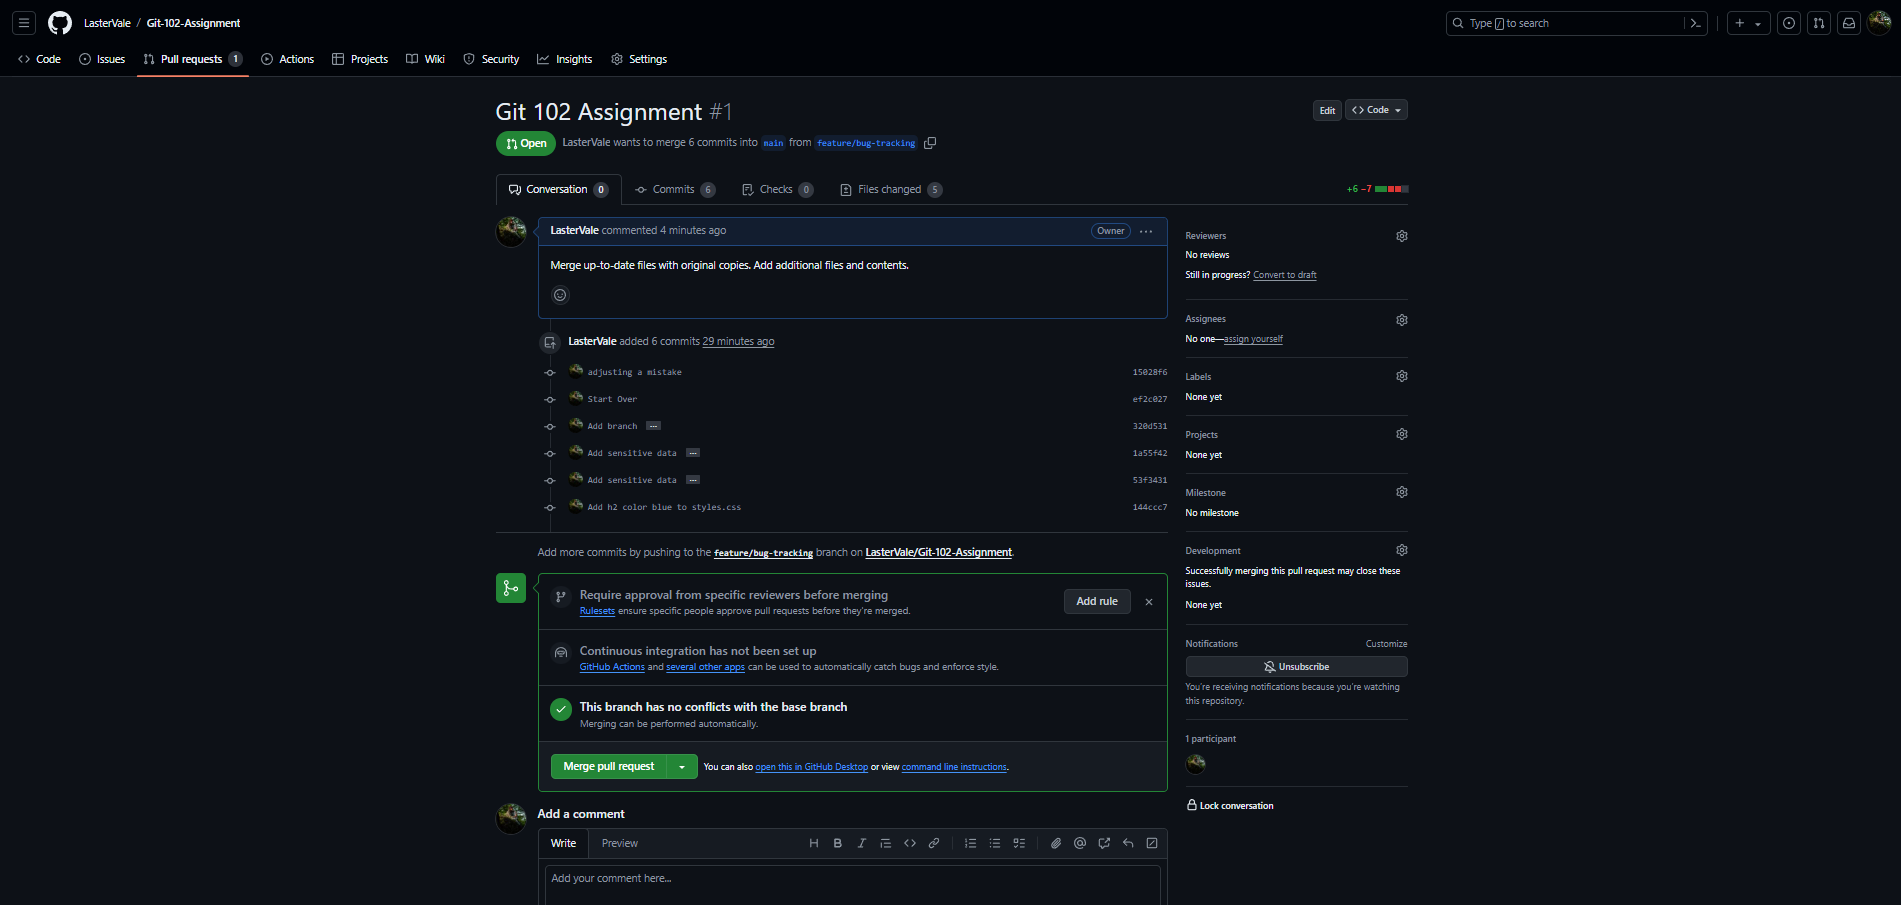 LasterVale / Git-102-Assignment
Type / to search
Code
Issues
Pull requests 1
Actions
Projects
Wiki
Security
Insights
Settings
Git 102 Assignment #1
Edit
<> Code
Open
LasterVale wants to merge 6 commits into main from feature/bug-tracking
Conversation 0
Commits 6
Checks 0
Files changed 5
+6 −7
LasterVale commented 4 minutes ago
Owner
Merge up-to-date files with original copies. Add additional files and contents.
LasterVale added 6 commits 29 minutes ago
adjusting a mistake 15028f6
Start Over ef2c027
Add branch ... 320d531
Add sensitive data ... 1a55f42
Add sensitive data ... 53f3431
Add h2 color blue to styles.css 144ccc7
Add more commits by pushing to the feature/bug-tracking branch on LasterVale/Git-102-Assignment.
Require approval from specific reviewers before merging
Rulesets ensure specific people approve pull requests before they're merged.
Add rule
Continuous integration has not been set up
GitHub Actions and several other apps can be used to automatically catch bugs and enforce style.
This branch has no conflicts with the base branch
Merging can be performed automatically.
Merge pull request
You can also open this in GitHub Desktop or view command line instructions.
Add a comment
Write
Preview
H B I
Add your comment here...
Reviewers
No reviews
Still in progress? Convert to draft
Assignees
No one—assign yourself
Labels
None yet
Projects
None yet
Milestone
No milestone
Development
Successfully merging this pull request may close these
issues.
None yet
Notifications
Customize
Unsubscribe
You're receiving notifications because you're watching
this repository.
1 participant
Lock conversation